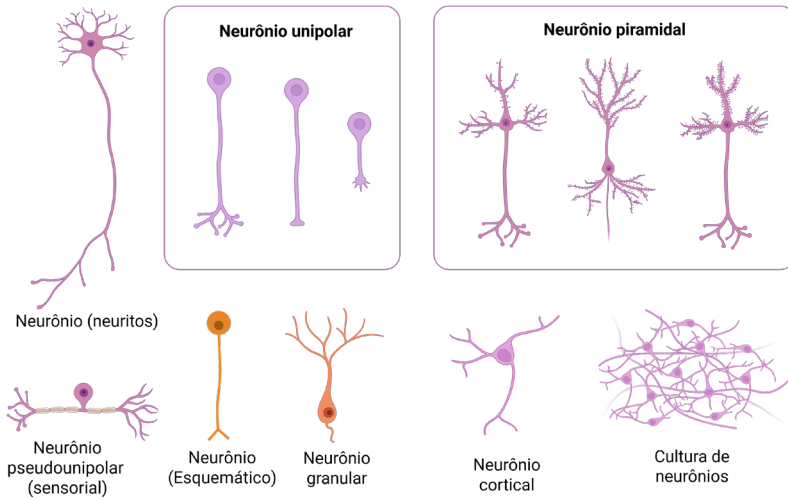 Neurônio unipolar
Neurônio piramidal
Neurônio (neuritos)
Neurônio
pseudounipolar
(sensorial)
Neurônio
(Esquemático)
Neurônio
granular
Neurônio
cortical
Cultura de
neurônios